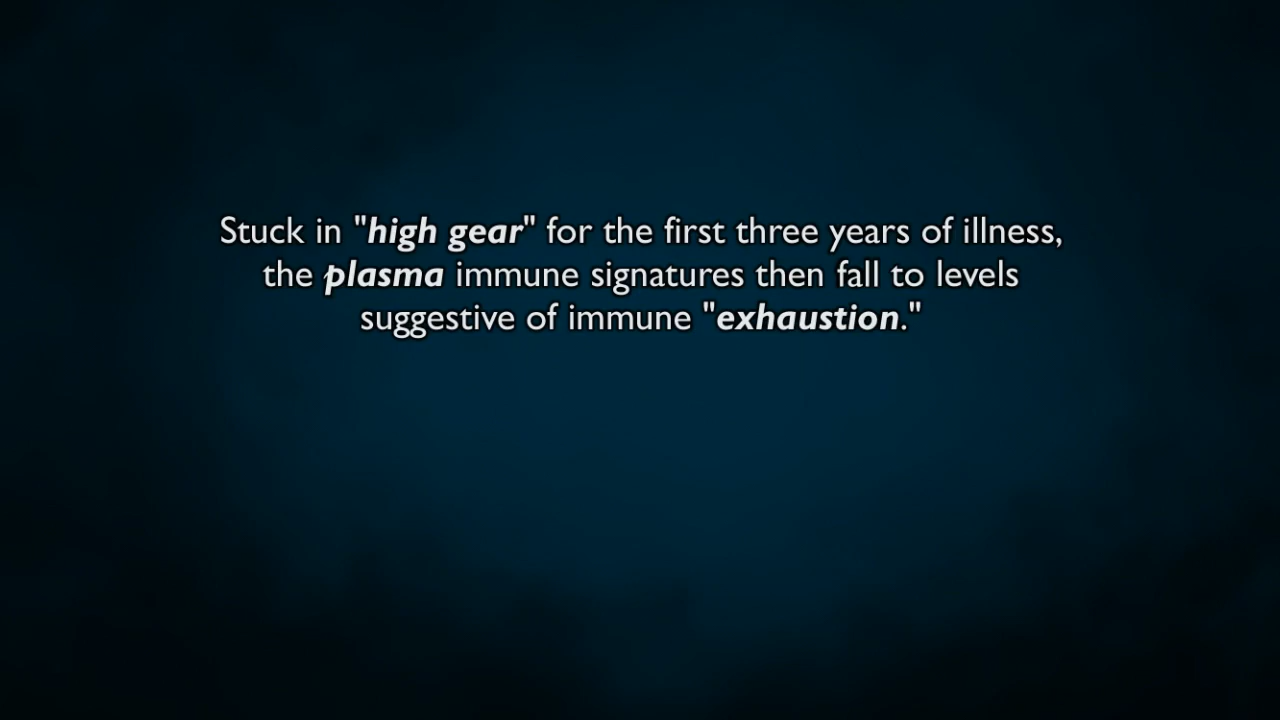 Stuck in "high gear" for the first three years of illness,
the plasma immune signatures then fall to levels
suggestive of immune "exhaustion."